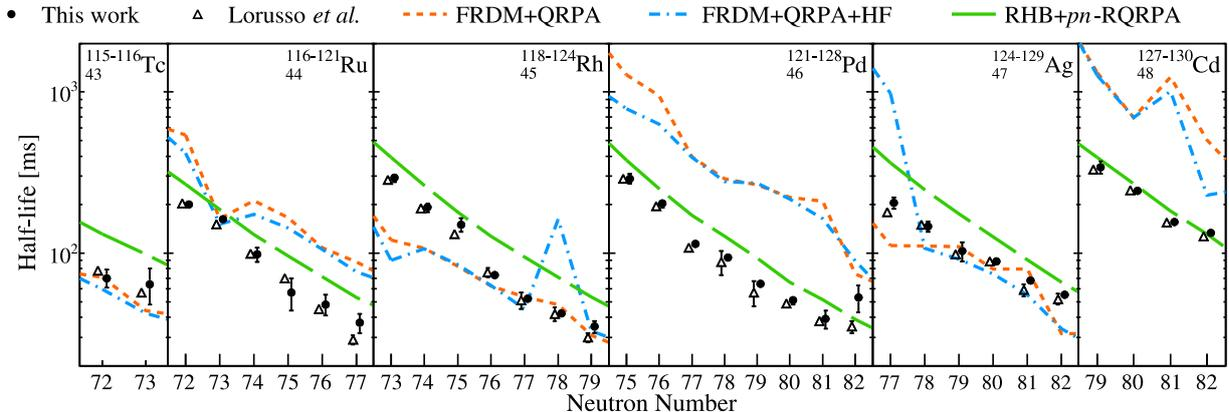 This work Lorusso et al. FRDM+QRPA FRDM+QRPA+HF RHB+pn-RQRPA
115-116 43 Tc 116-121 44 Ru 118-124 45 Rh 121-128 46 Pd 124-129 47 Ag 127-130 48 Cd
10³
10²
Half-life [ms]
72 73 72 73 74 75 76 77 73 74 75 76 77 78 79 75 76 77 78 79 80 81 82 77 78 79 80 81 82 79 80 81 82
Neutron Number